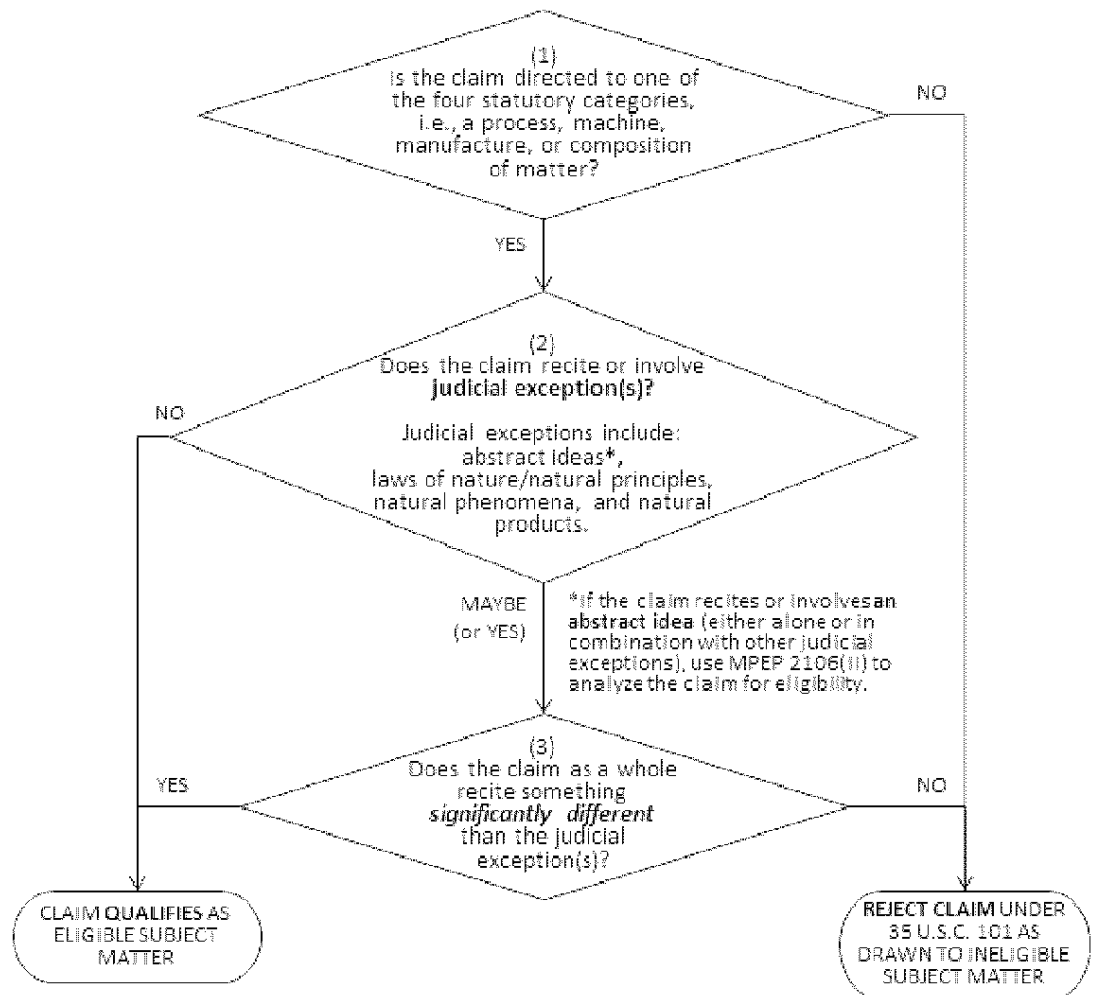 (1)
Is the claim directed to one of
the four statutory categories,
i.e., a process, machine,
manufacture, or composition
of matter?
NO
YES
(2)
Does the claim recite or involve
judicial exception(s)?
NO
Judicial exceptions include:
abstract ideas*,
laws of nature/natural principles,
natural phenomena, and natural
products.
MAYBE
(or YES)
*If the claim recites or involves an
abstract idea (either alone or in
combination with other judicial
exceptions), use MPEP 2106(II) to
analyze the claim for eligibility.
(3)
Does the claim as a whole
recite something
significantly different
than the judicial
exception(s)?
YES
NO
CLAIM QUALIFIES AS
ELIGIBLE SUBJECT
MATTER
REJECT CLAIM UNDER
35 U.S.C. 101 AS
DRAWN TO INELIGIBLE
SUBJECT MATTER